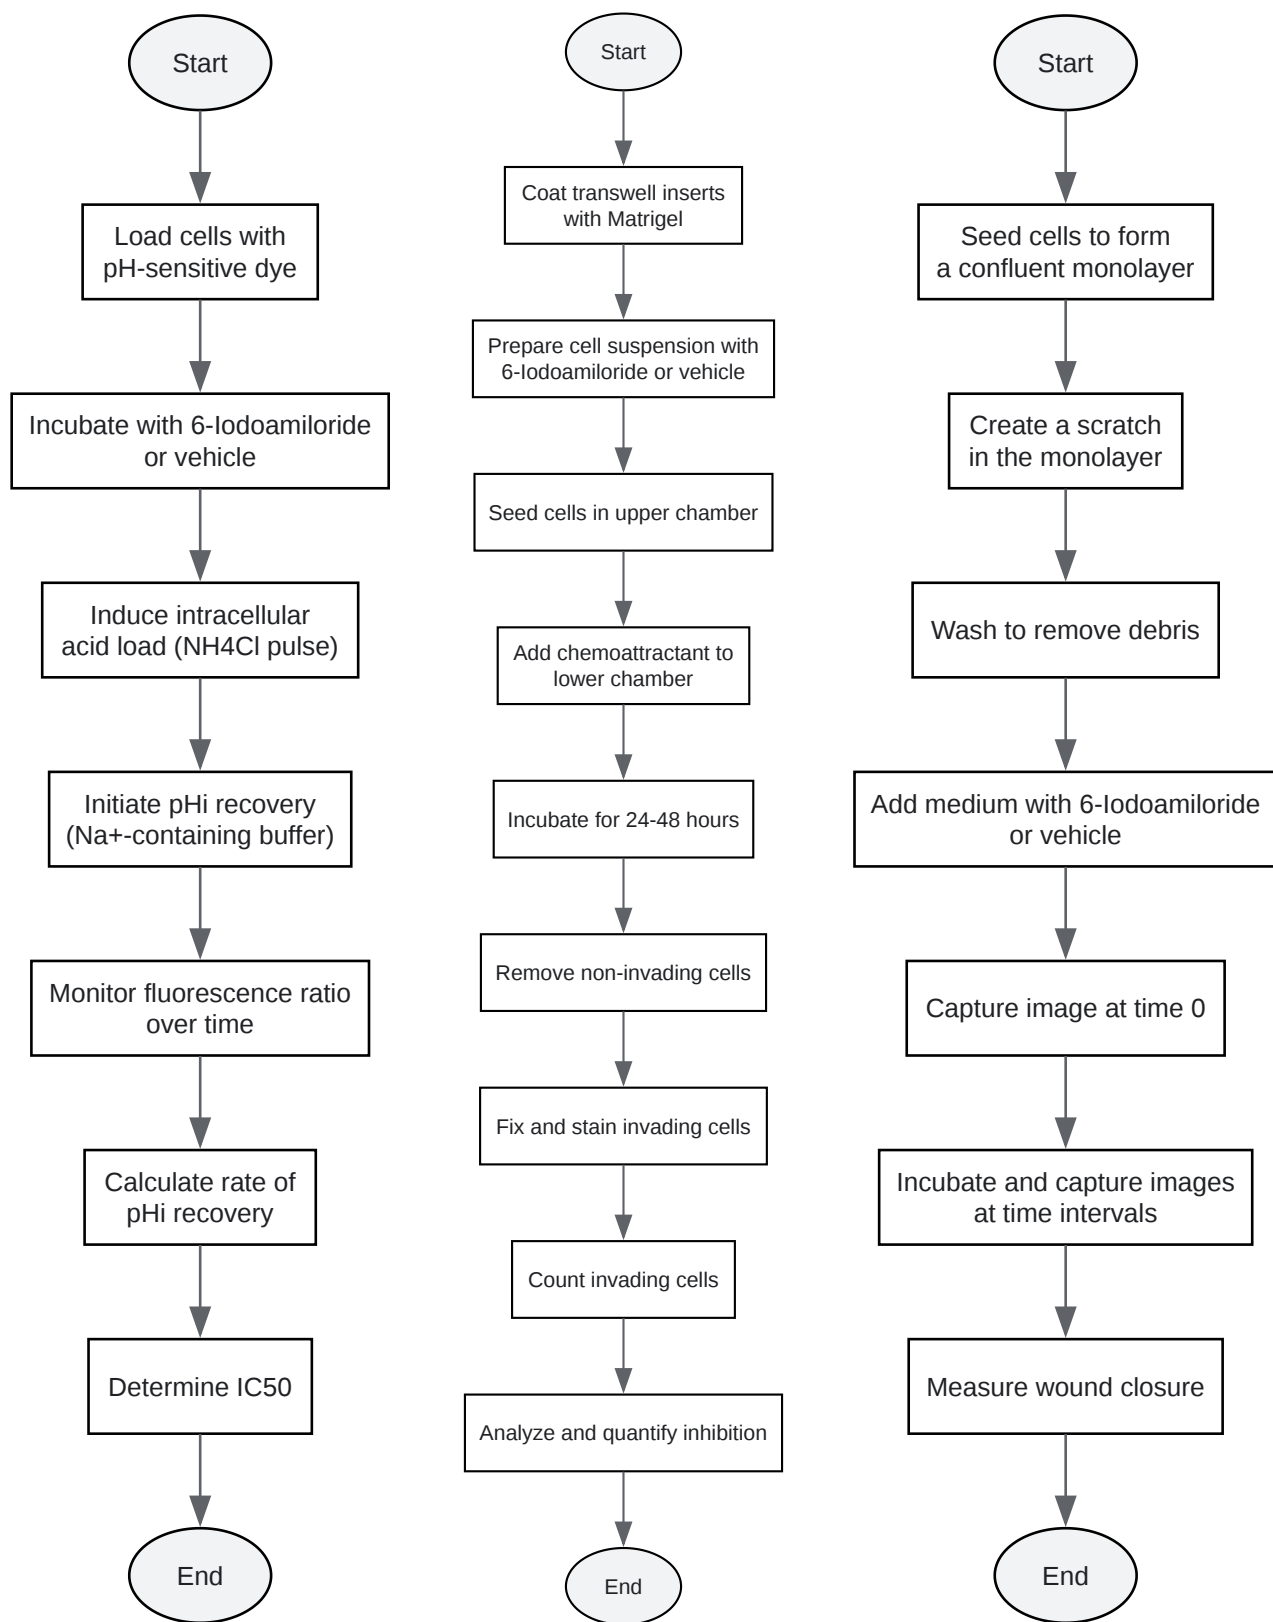 Start
Load cells with
pH-sensitive dye
Incubate with 6-Iodoamiloride
or vehicle
Induce intracellular
acid load (NH4Cl pulse)
Initiate pHi recovery
(Na+-containing buffer)
Monitor fluorescence ratio
over time
Calculate rate of
pHi recovery
Determine IC50
End
Start
Coat transwell inserts
with Matrigel
Prepare cell suspension with
6-Iodoamiloride or vehicle
Seed cells in upper chamber
Add chemoattractant to
lower chamber
Incubate for 24-48 hours
Remove non-invading cells
Fix and stain invading cells
Count invading cells
Analyze and quantify inhibition
End
Start
Seed cells to form
a confluent monolayer
Create a scratch
in the monolayer
Wash to remove debris
Add medium with 6-Iodoamiloride
or vehicle
Capture image at time 0
Incubate and capture images
at time intervals
Measure wound closure
End